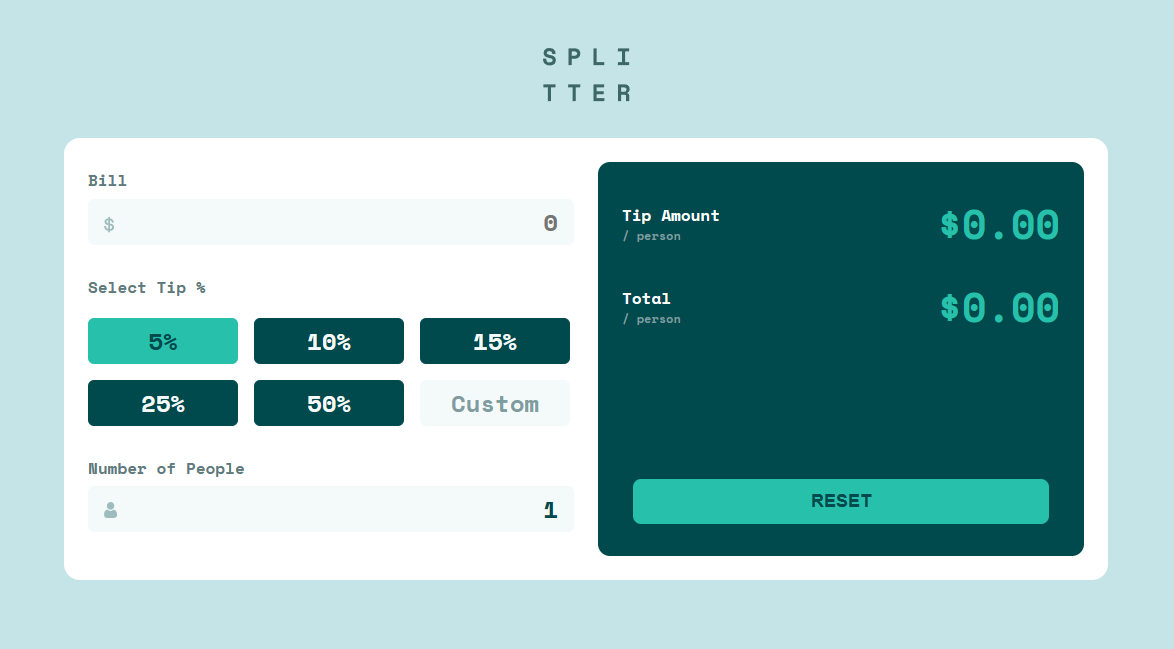 SPLI
TTER
Bill
$ 0
Select Tip %
5% 10% 15%
25% 50% Custom
Number of People
1
Tip Amount
/ person
$0.00
Total
/ person
$0.00
RESET